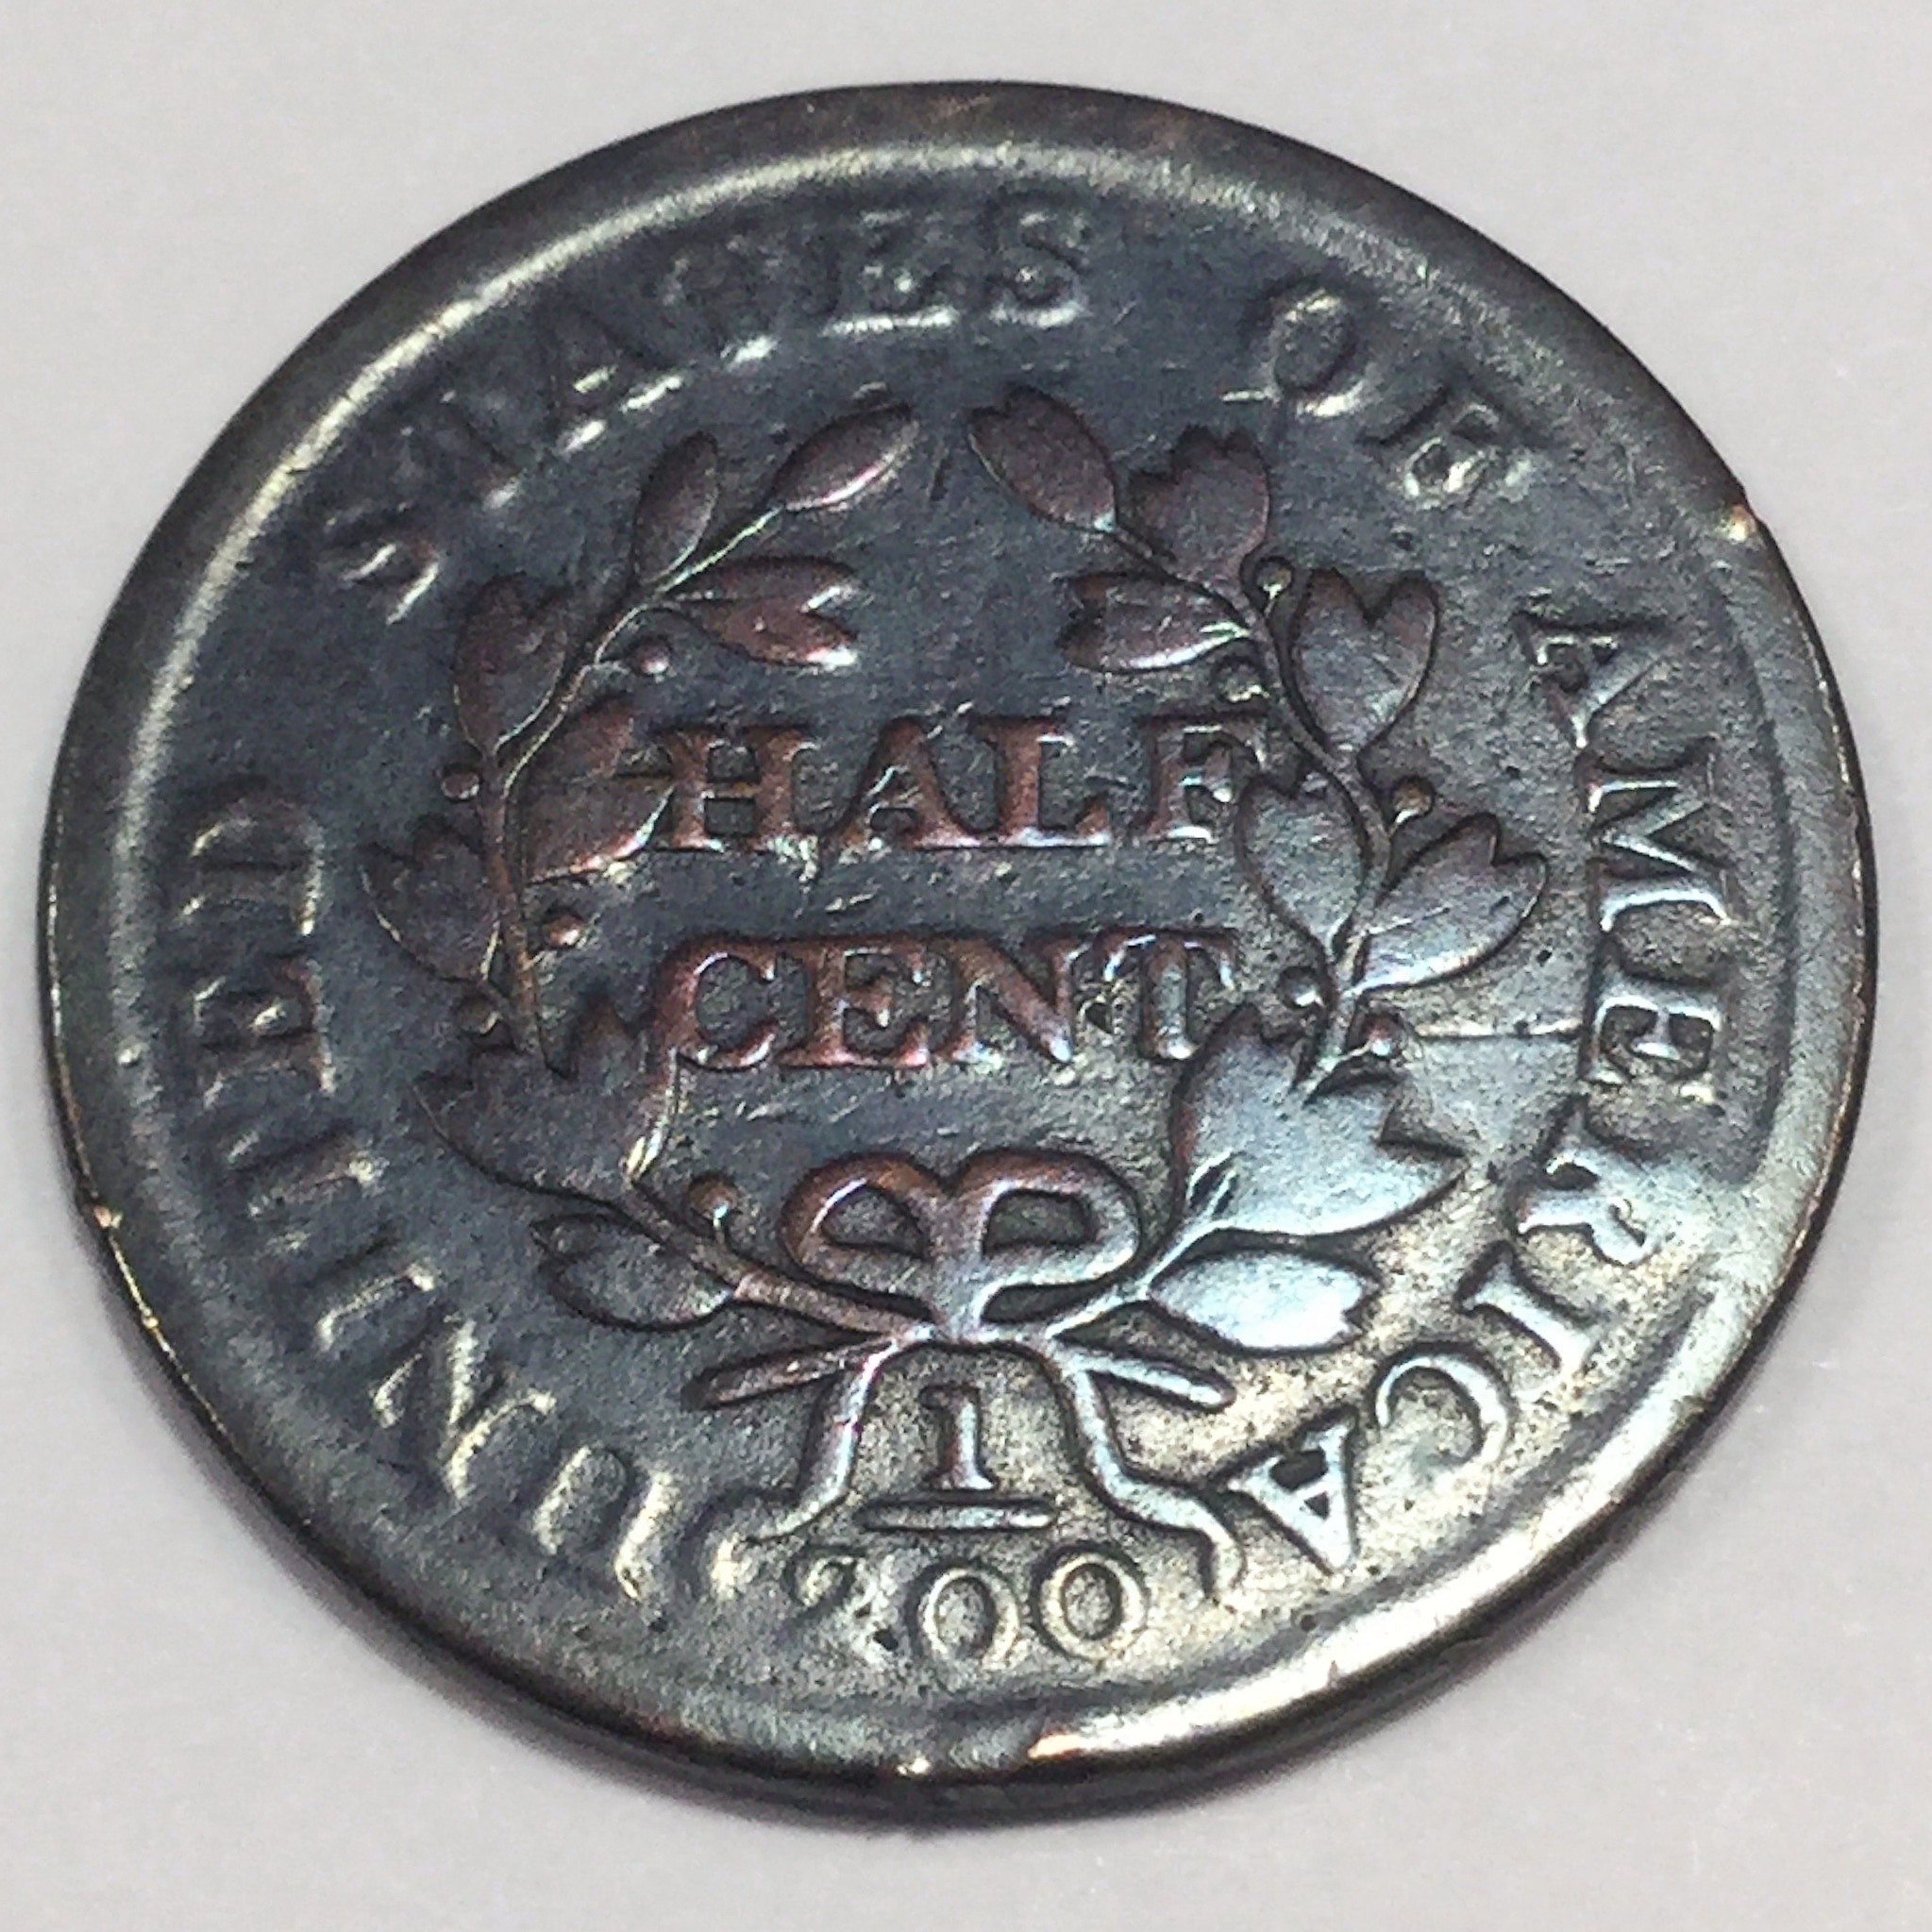 UNITED STATES OF AMERICA
HALF
CENT
1
200